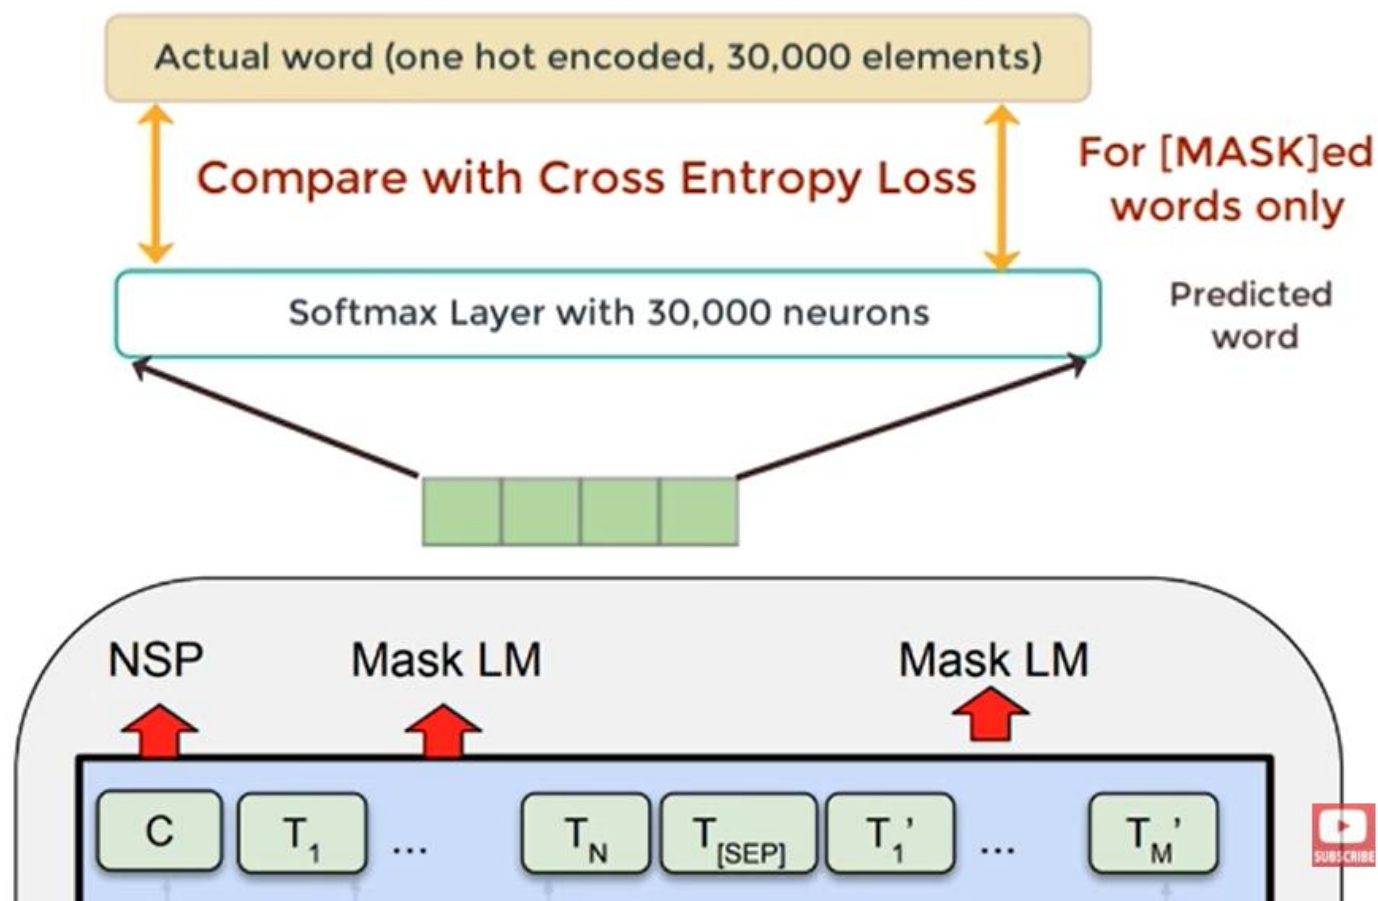 Actual word (one hot encoded, 30,000 elements)
Compare with Cross Entropy Loss
For [MASK]ed
words only
Softmax Layer with 30,000 neurons
Predicted
word
NSP
Mask LM
Mask LM
C
T1
...
TN
T[SEP]
T1’
...
TM’
SUBSCRIBE